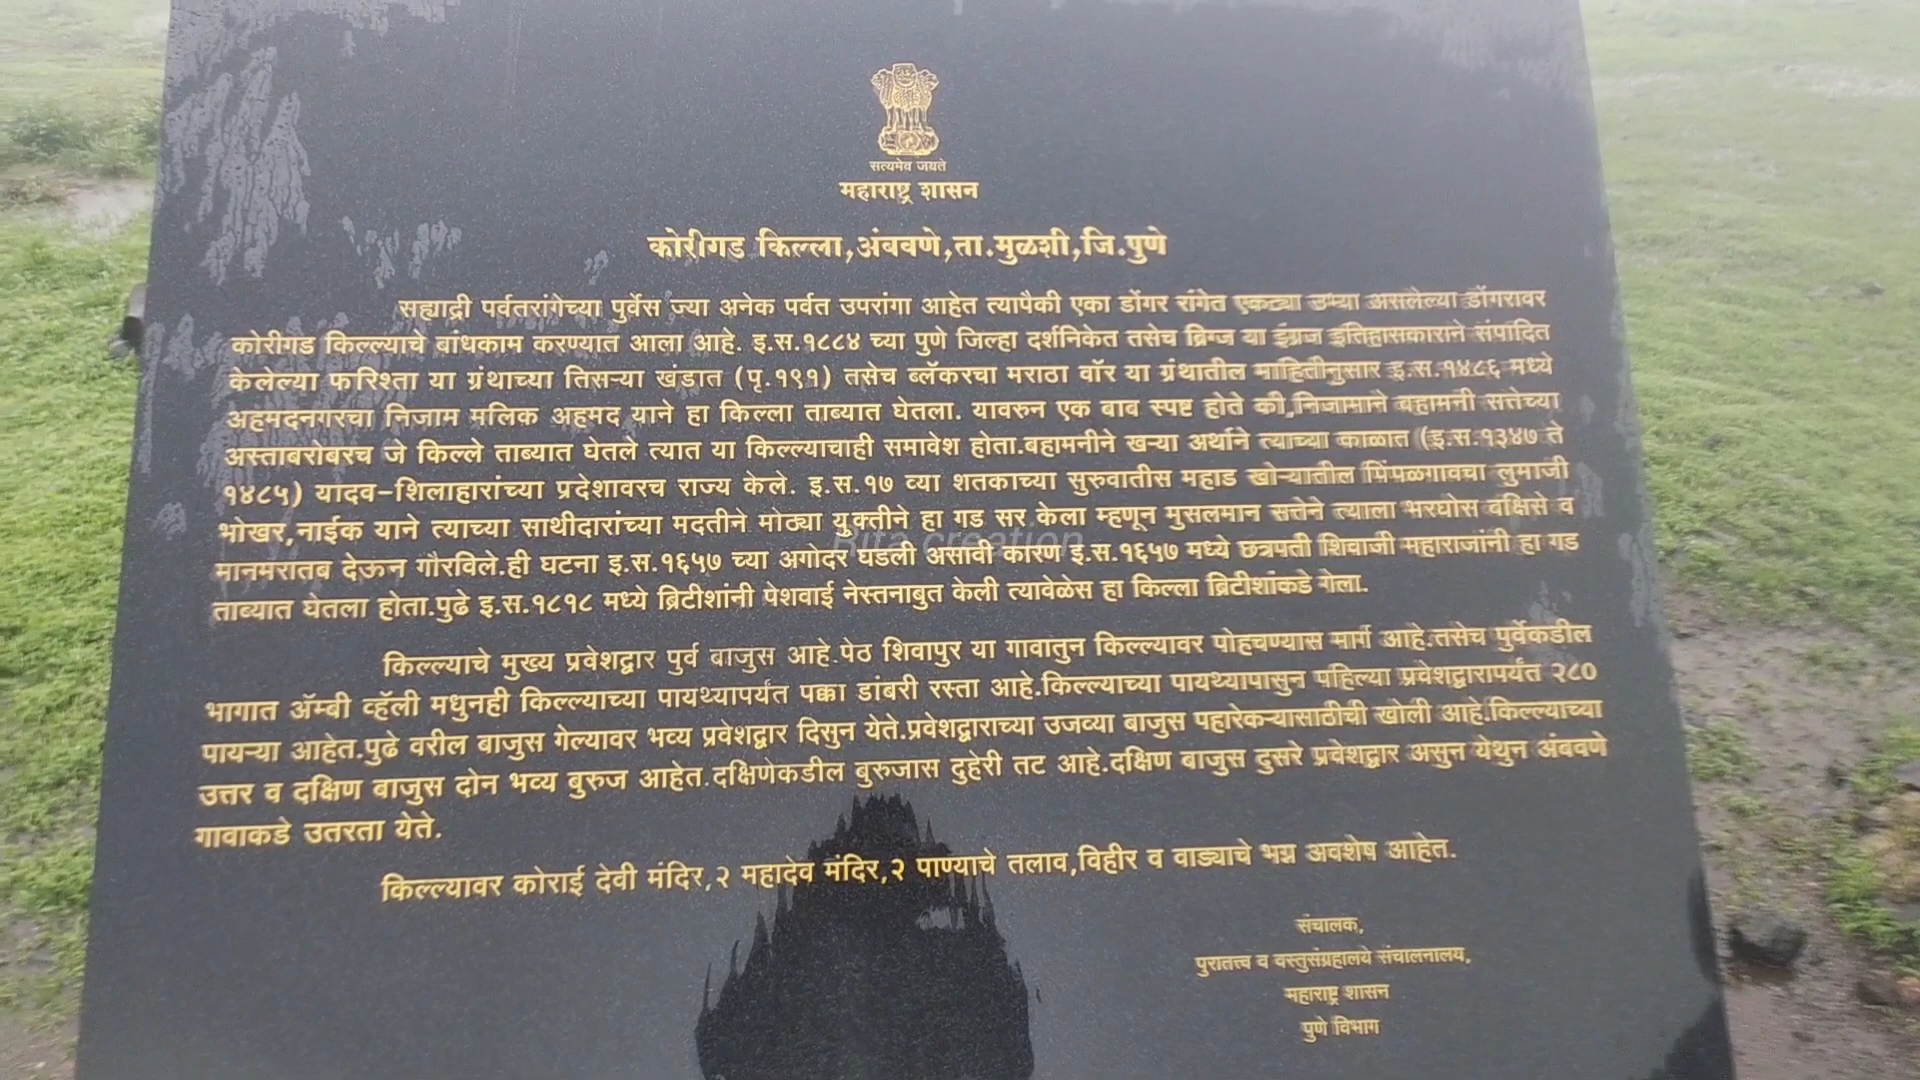 सत्यमेव जयते
महाराष्ट्र शासन
कोरीगड किल्ला,अंबवणे,ता.मुळशी,जि.पुणे
सह्याद्री पर्वतरांगेच्या पुर्वेस ज्या अनेक पर्वत उपरांगा आहेत त्यापैकी एका डोंगर रांगेत एकट्या उभ्या असलेल्या डोंगरावर
कोरीगड किल्ल्याचे बांधकाम करण्यात आला आहे. इ.स.१८८४ च्या पुणे जिल्हा दर्शनिकेत तसेच ब्रिग्ज या इंग्रज इतिहासकाराने संपादित
केलेल्या फरिश्ता या ग्रंथाच्या तिसऱ्या खंडात (पृ.१९१) तसेच ब्लॅकरचा मराठा वॉर या ग्रंथातील माहितीनुसार इ.स.१४८६ मध्ये
अहमदनगरचा निजाम मलिक अहमद याने हा किल्ला ताब्यात घेतला. यावरुन एक बाब स्पष्ट होते की,निजामाने बहामनी सत्तेच्या
अस्ताबरोबरच जे किल्ले ताब्यात घेतले त्यात या किल्ल्याचाही समावेश होता.बहामनीने खऱ्या अर्थाने त्याच्या काळात (इ.स.१३४७ ते
१४८५) यादव-शिलाहारांच्या प्रदेशावरच राज्य केले. इ.स.१७ व्या शतकाच्या सुरुवातीस महाड खोऱ्यातील पिंपळगावचा लुमाजी
भोखर,नाईक याने त्याच्या साथीदारांच्या मदतीने मोठ्या युक्तीने हा गड सर केला म्हणून मुसलमान सत्तेने त्याला भरघोस बक्षिसे व
मानमरातब देऊन गौरविले.ही घटना इ.स.१६५७ च्या अगोदर घडली असावी कारण इ.स.१६५७ मध्ये छत्रपती शिवाजी महाराजांनी हा गड
ताब्यात घेतला होता.पुढे इ.स.१८१८ मध्ये ब्रिटीशांनी पेशवाई नेस्तनाबुत केली त्यावेळेस हा किल्ला ब्रिटीशांकडे गेला.
किल्ल्याचे मुख्य प्रवेशद्वार पुर्व बाजुस आहे.पेठ शिवापुर या गावातुन किल्ल्यावर पोहचण्यास मार्ग आहे.तसेच पुर्वेकडील
भागात ॲम्बी व्हॅली मधुनही किल्ल्याच्या पायथ्यापर्यंत पक्का डांबरी रस्ता आहे.किल्ल्याच्या पायथ्यापासुन पहिल्या प्रवेशद्वारापर्यंत २८०
पायऱ्या आहेत.पुढे वरील बाजुस गेल्यावर भव्य प्रवेशद्वार दिसुन येते.प्रवेशद्वाराच्या उजव्या बाजुस पहारेकऱ्यासाठीची खोली आहे.किल्ल्याच्या
उत्तर व दक्षिण बाजुस दोन भव्य बुरुज आहेत.दक्षिणेकडील बुरुजास दुहेरी तट आहे.दक्षिण बाजुस दुसरे प्रवेशद्वार असुन येथुन अंबवणे
गावाकडे उतरता येते.
किल्ल्यावर कोराई देवी मंदिर,२ महादेव मंदिर,२ पाण्याचे तलाव,विहीर व वाड्याचे भग्न अवशेष आहेत.
संचालक,
पुरातत्त्व व वस्तुसंग्रहालये संचालनालय,
महाराष्ट्र शासन
पुणे विभाग
Rita creation